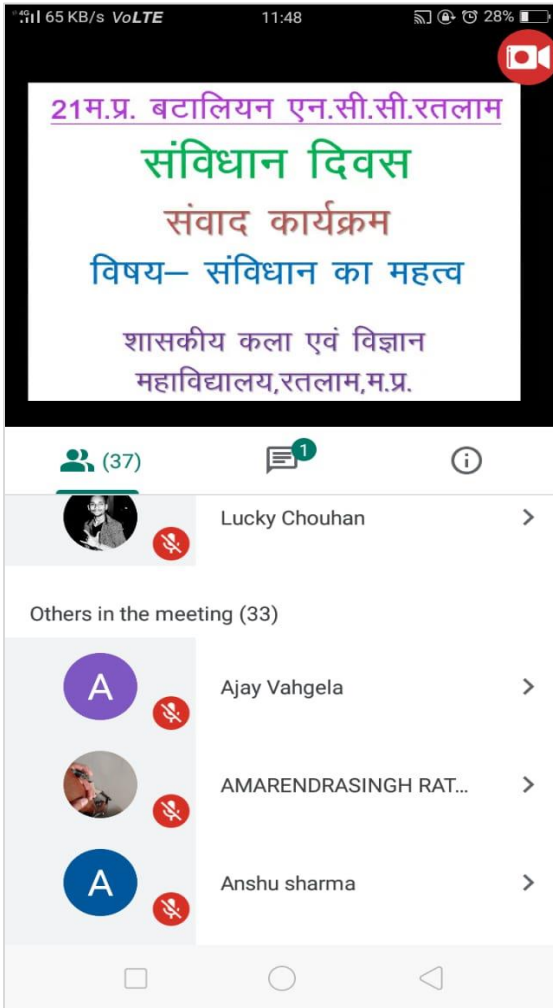 4G 65 KB/s VoLTE 11:48 28%
21म.प्र. बटालियन एन.सी.सी.रतलाम
संविधान दिवस
संवाद कार्यक्रम
विषय– संविधान का महत्व
शासकीय कला एवं विज्ञान
महाविद्यालय,रतलाम,म.प्र.
(37) 1
Lucky Chouhan
Others in the meeting (33)
A Ajay Vahgela
AMARENDRASINGH RAT...
A Anshu sharma